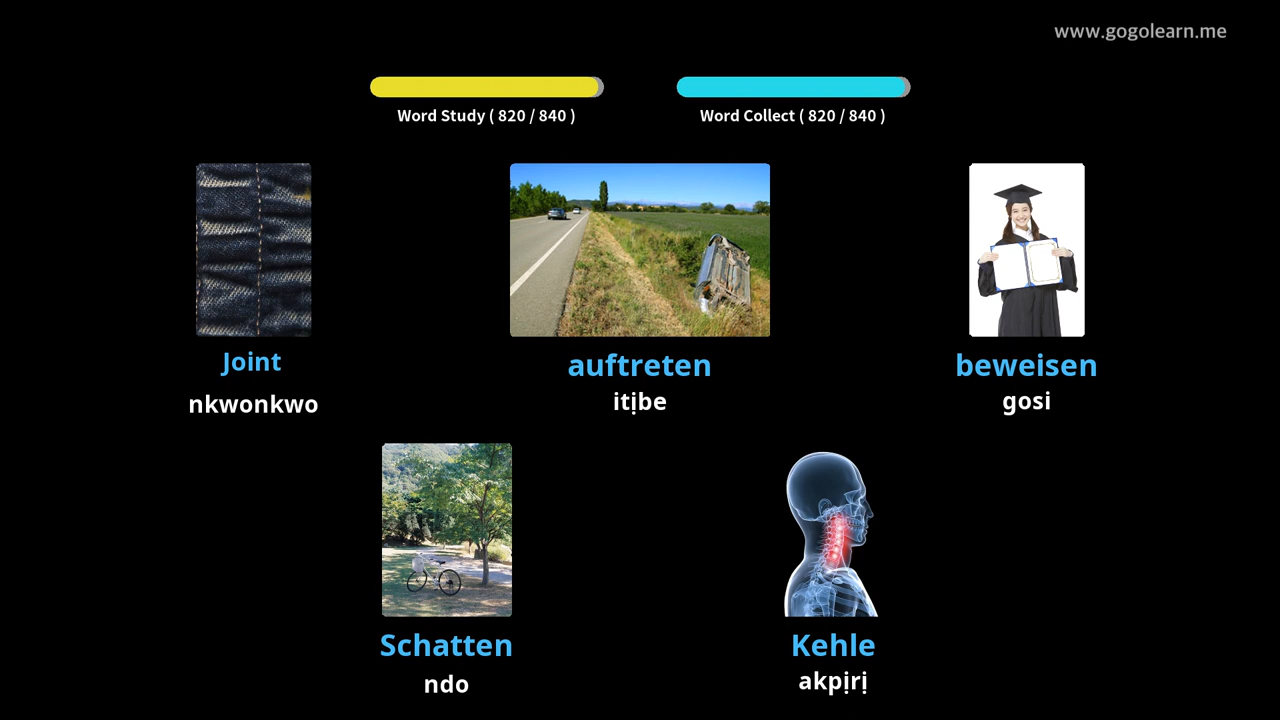 www.gogolearn.me
Word Study ( 820 / 840 )
Word Collect ( 820 / 840 )
Joint
auftreten
beweisen
nkwonkwo
itịbe
gosi
Schatten
Kehle
ndo
akpịrị